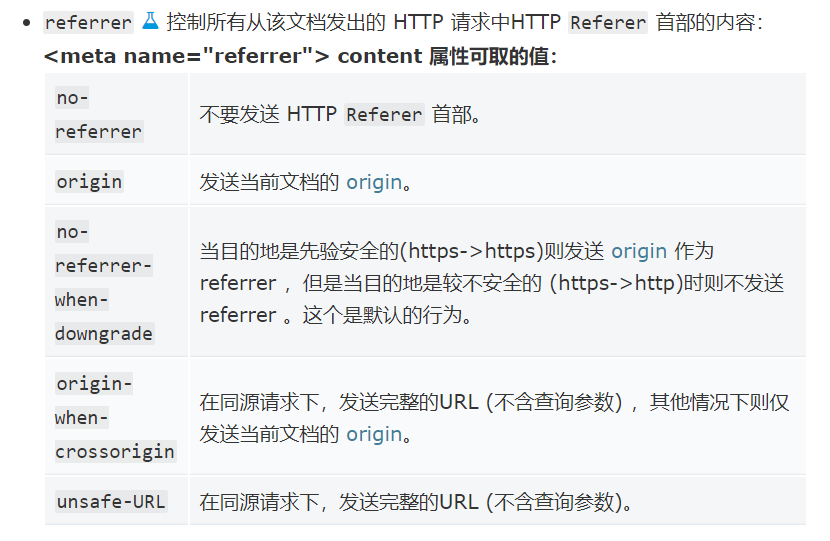 referrer 控制所有从该文档发出的 HTTP 请求中HTTP Referer 首部的内容：
<meta name="referrer"> content 属性可取的值：
no-
referrer
不要发送 HTTP Referer 首部。
origin
发送当前文档的 origin。
no-
referrer-
when-
downgrade
当目的地是先验安全的(https->https)则发送 origin 作为
referrer ，但是当目的地是较不安全的 (https->http)时则不发送
referrer 。这个是默认的行为。
origin-
when-
crossorigin
在同源请求下，发送完整的URL (不含查询参数) ，其他情况下则仅
发送当前文档的 origin。
unsafe-URL
在同源请求下，发送完整的URL (不含查询参数)。